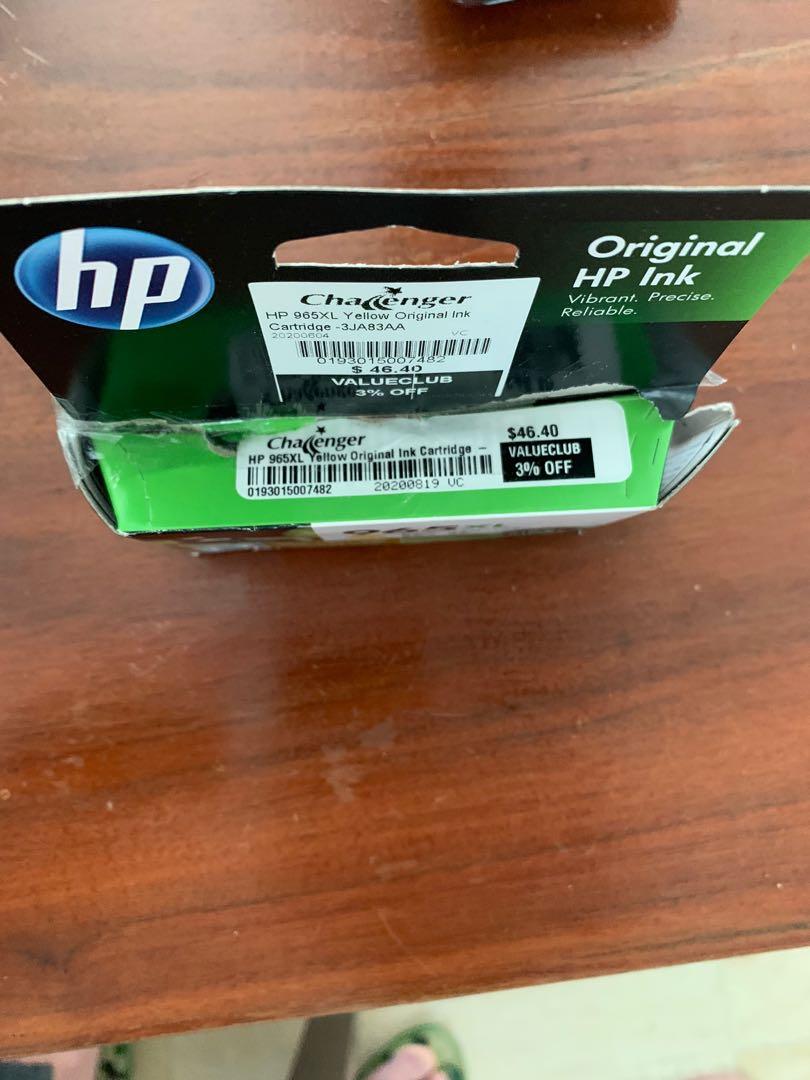 hp
Original
HP Ink
Vibrant. Precise.
Reliable.
Challenger
HP 965XL Yellow Original Ink
Cartridge -3JA83AA
20200604 VC
0193015007482
$ 46.40
VALUECLUB
3% OFF
Challenger
HP 965XL Yellow Original Ink Cartridge -
0193015007482 20200819 VC
$46.40
VALUECLUB
3% OFF
965XL